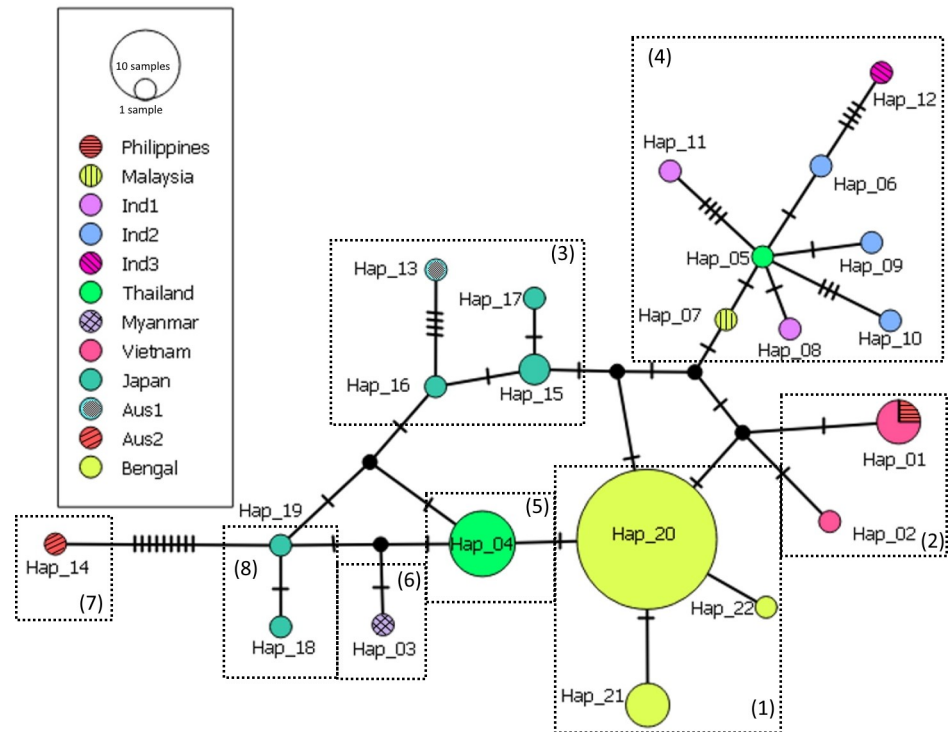 10 samples
1 sample
Philippines
Malaysia
Ind1
Ind2
Ind3
Thailand
Myanmar
Vietnam
Japan
Aus1
Aus2
Bengal
(4)
Hap_12
Hap_11
Hap_06
Hap_05
Hap_09
Hap_07
Hap_08
Hap_10
(3)
Hap_13
Hap_17
Hap_16
Hap_15
Hap_01
Hap_02
(2)
Hap_19
(5)
Hap_04
Hap_20
Hap_14
(7)
(8)
(6)
Hap_18
Hap_03
Hap_22
Hap_21
(1)